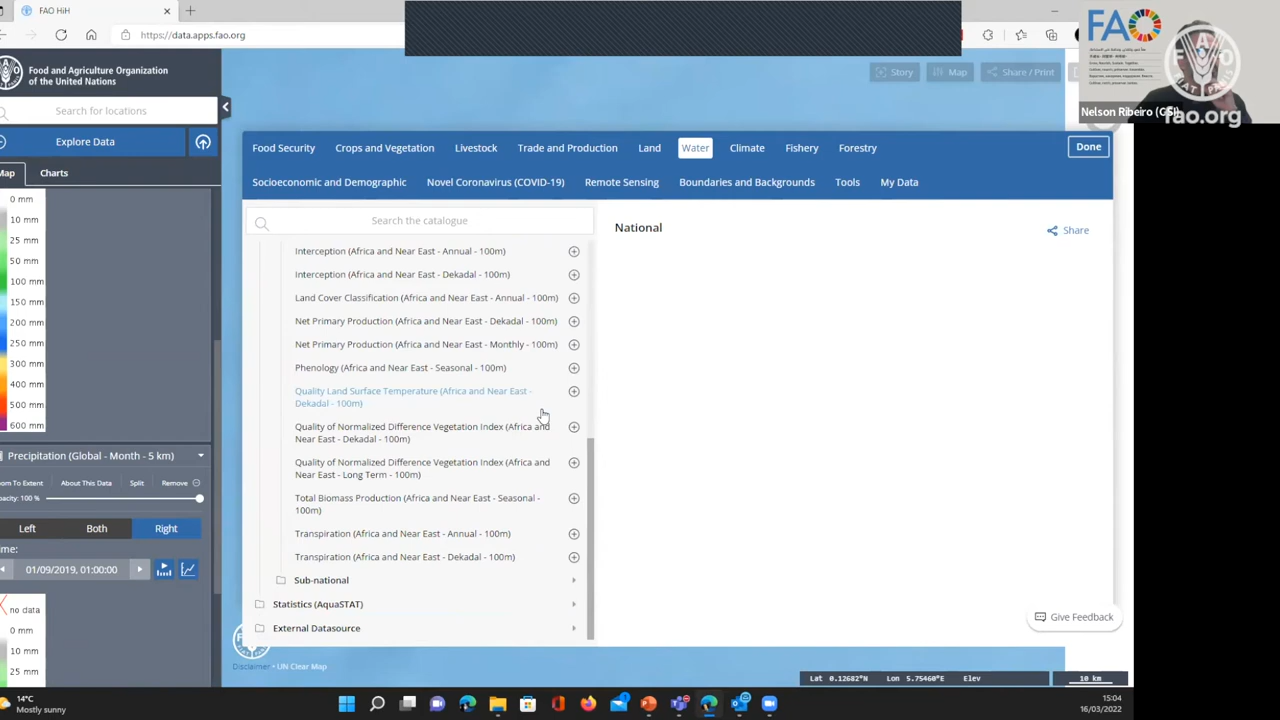 FAO HiH
https://data.apps.fao.org
FAO
Nelson Ribeiro (CSI)
fao.org
Food and Agriculture Organization
of the United Nations
Search for locations
Explore Data
Map
Charts
Story
Map
Share / Print
Food Security
Crops and Vegetation
Livestock
Trade and Production
Land
Water
Climate
Fishery
Forestry
Done
Socioeconomic and Demographic
Novel Coronavirus (COVID-19)
Remote Sensing
Boundaries and Backgrounds
Tools
My Data
Search the catalogue
National
Share
Interception (Africa and Near East - Annual - 100m)
Interception (Africa and Near East - Dekadal - 100m)
Land Cover Classification (Africa and Near East - Annual - 100m)
Net Primary Production (Africa and Near East - Dekadal - 100m)
Net Primary Production (Africa and Near East - Monthly - 100m)
Phenology (Africa and Near East - Seasonal - 100m)
Quality Land Surface Temperature (Africa and Near East -
Dekadal - 100m)
Quality of Normalized Difference Vegetation Index (Africa and
Near East - Dekadal - 100m)
Quality of Normalized Difference Vegetation Index (Africa and
Near East - Long Term - 100m)
Total Biomass Production (Africa and Near East - Seasonal -
100m)
Transpiration (Africa and Near East - Annual - 100m)
Transpiration (Africa and Near East - Dekadal - 100m)
Sub-national
Statistics (AquaSTAT)
External Datasource
0 mm
10 mm
25 mm
50 mm
100 mm
150 mm
200 mm
250 mm
300 mm
400 mm
500 mm
600 mm
Precipitation (Global - Month - 5 km)
Zoom To Extent
About This Data
Split
Remove
Opacity: 100 %
Left
Both
Right
Time:
01/09/2019, 01:00:00
no data
0 mm
10 mm
25 mm
Disclaimer • UN Clear Map
Give Feedback
Lat 0.12682°N Lon 5.75460°E Elev
10 km
14°C
Mostly sunny
15:04
16/03/2022